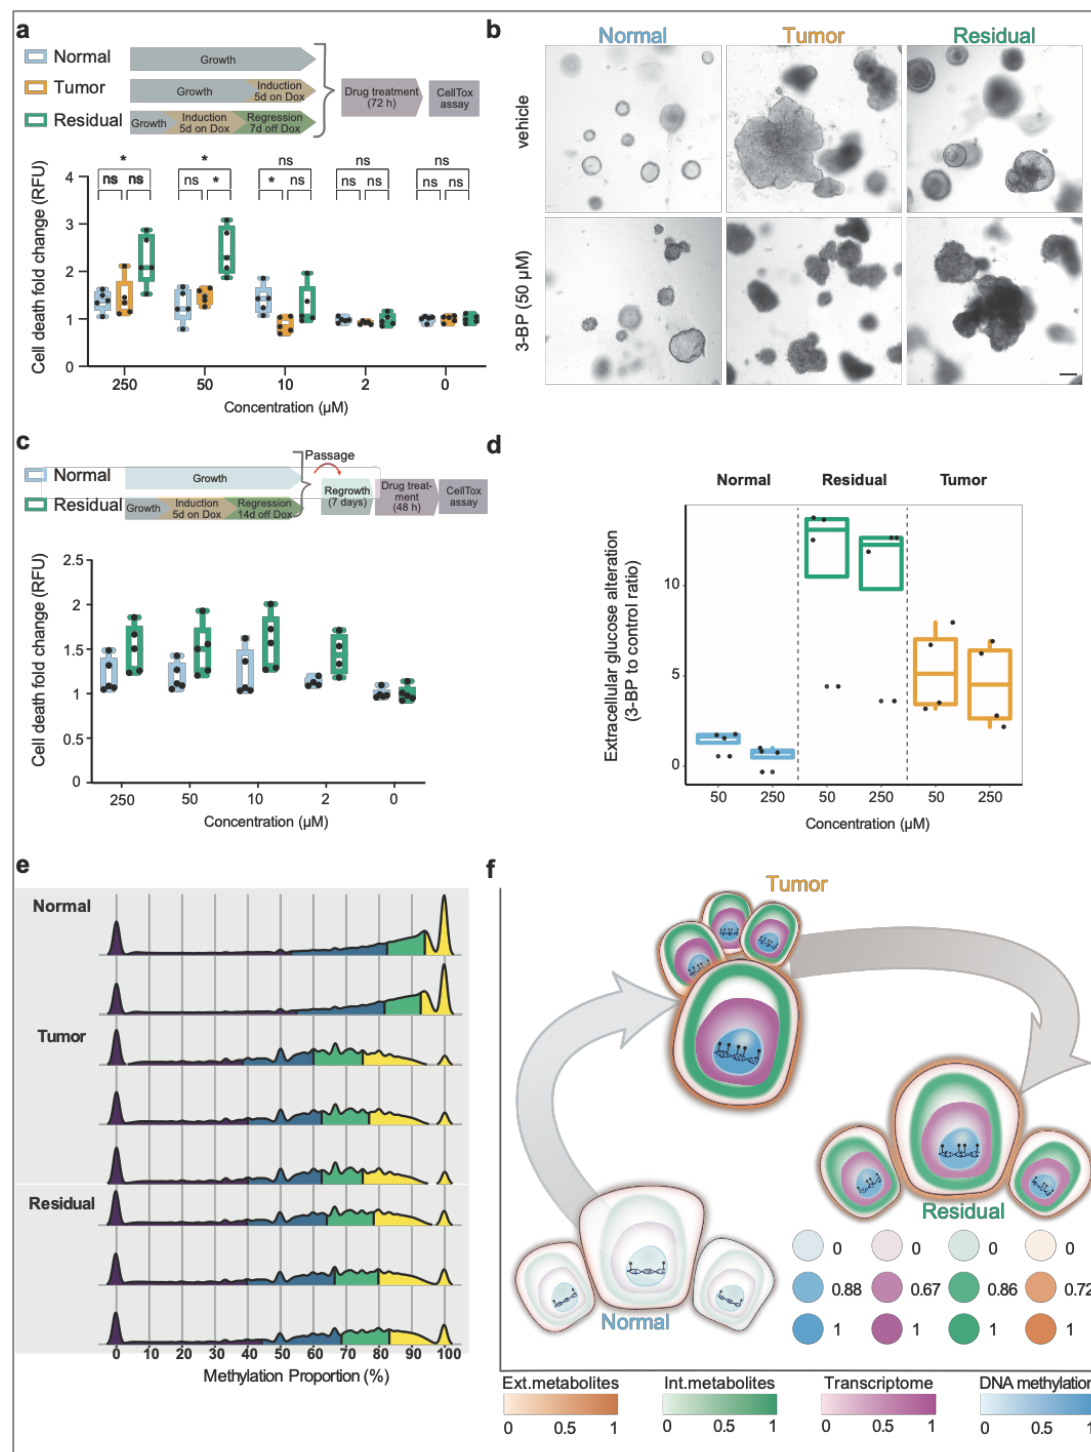 a
Normal
Growth
Tumor
Growth
Induction
5d on Dox
Residual
Growth
Induction
5d on Dox
Regression
7d off Dox
Drug treatment
(72 h)
CellTox
assay
* * ns ns ns
ns ns ns * * ns ns ns ns ns
Cell death fold change (RFU)
4
3
2
1
0
250 50 10 2 0
Concentration (µM)
b
Normal Tumor Residual
vehicle
3-BP (50 µM)
c
Normal
Growth
Residual
Growth
Induction
5d on Dox
Regression
14d off Dox
Passage
Regrowth
(7 days)
Drug treat-
ment
(48 h)
CellTox
assay
Cell death fold change (RFU)
2.5
2
1.5
1
0.5
0
250 50 10 2 0
Concentration (µM)
d
Normal Residual Tumor
Extracellular glucose alteration
(3-BP to control ratio)
10
5
0
50 250 50 250 50 250
Concentration (µM)
e
Normal
Tumor
Residual
0 10 20 30 40 50 60 70 80 90 100
Methylation Proportion (%)
f
Tumor
Residual
Normal
0 0 0 0
0.88 0.67 0.86 0.72
1 1 1 1
Ext.metabolites Int.metabolites Transcriptome DNA methylation
0 0.5 1 0 0.5 1 0 0.5 1 0 0.5 1